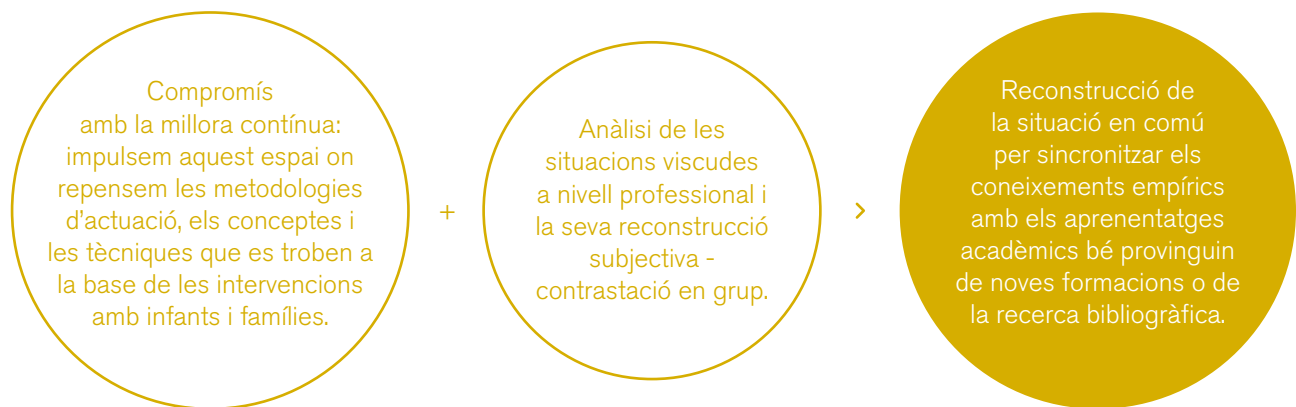 Compromís
amb la millora contínua:
impulsem aquest espai on
repensem les metodologies
d'actuació, els conceptes i
les tècniques que es troben a
la base de les intervencions
amb infants i famílies.
+
Anàlisi de les
situacions viscudes
a nivell professional i
la seva reconstrucció
subjectiva -
contrastació en grup.
>
Reconstrucció de
la situació en comú
per sincronitzar els
coneixements empírics
amb els aprenentatges
acadèmics bé provinguin
de noves formacions o de
la recerca bibliogràfica.